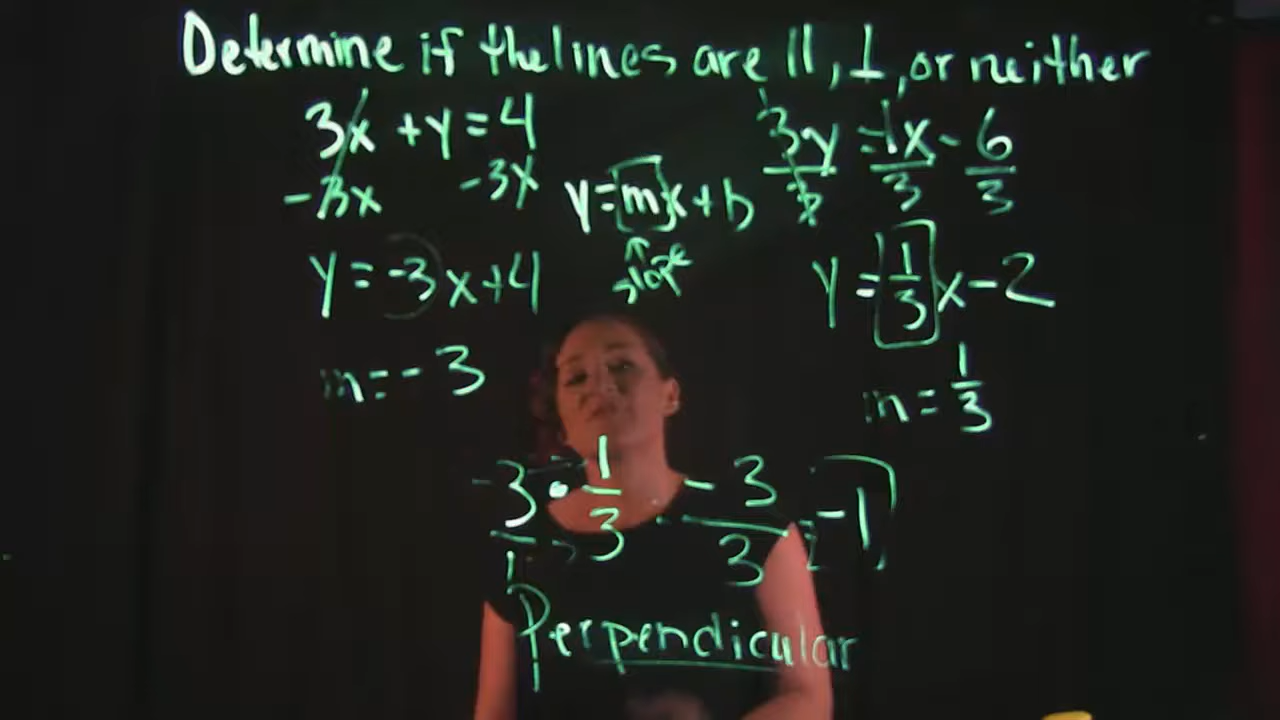 Determine if the lines are ||, ⊥, or neither
3x + y = 4
-3x -3x
y = -3x+4
m = -3
y = mx + b
slope
1
3y = 1x - 6
3 3 3
y = 1/3 x - 2
m = 1/3
-3/1 · 1/3 = -3/3 = -1
Perpendicular